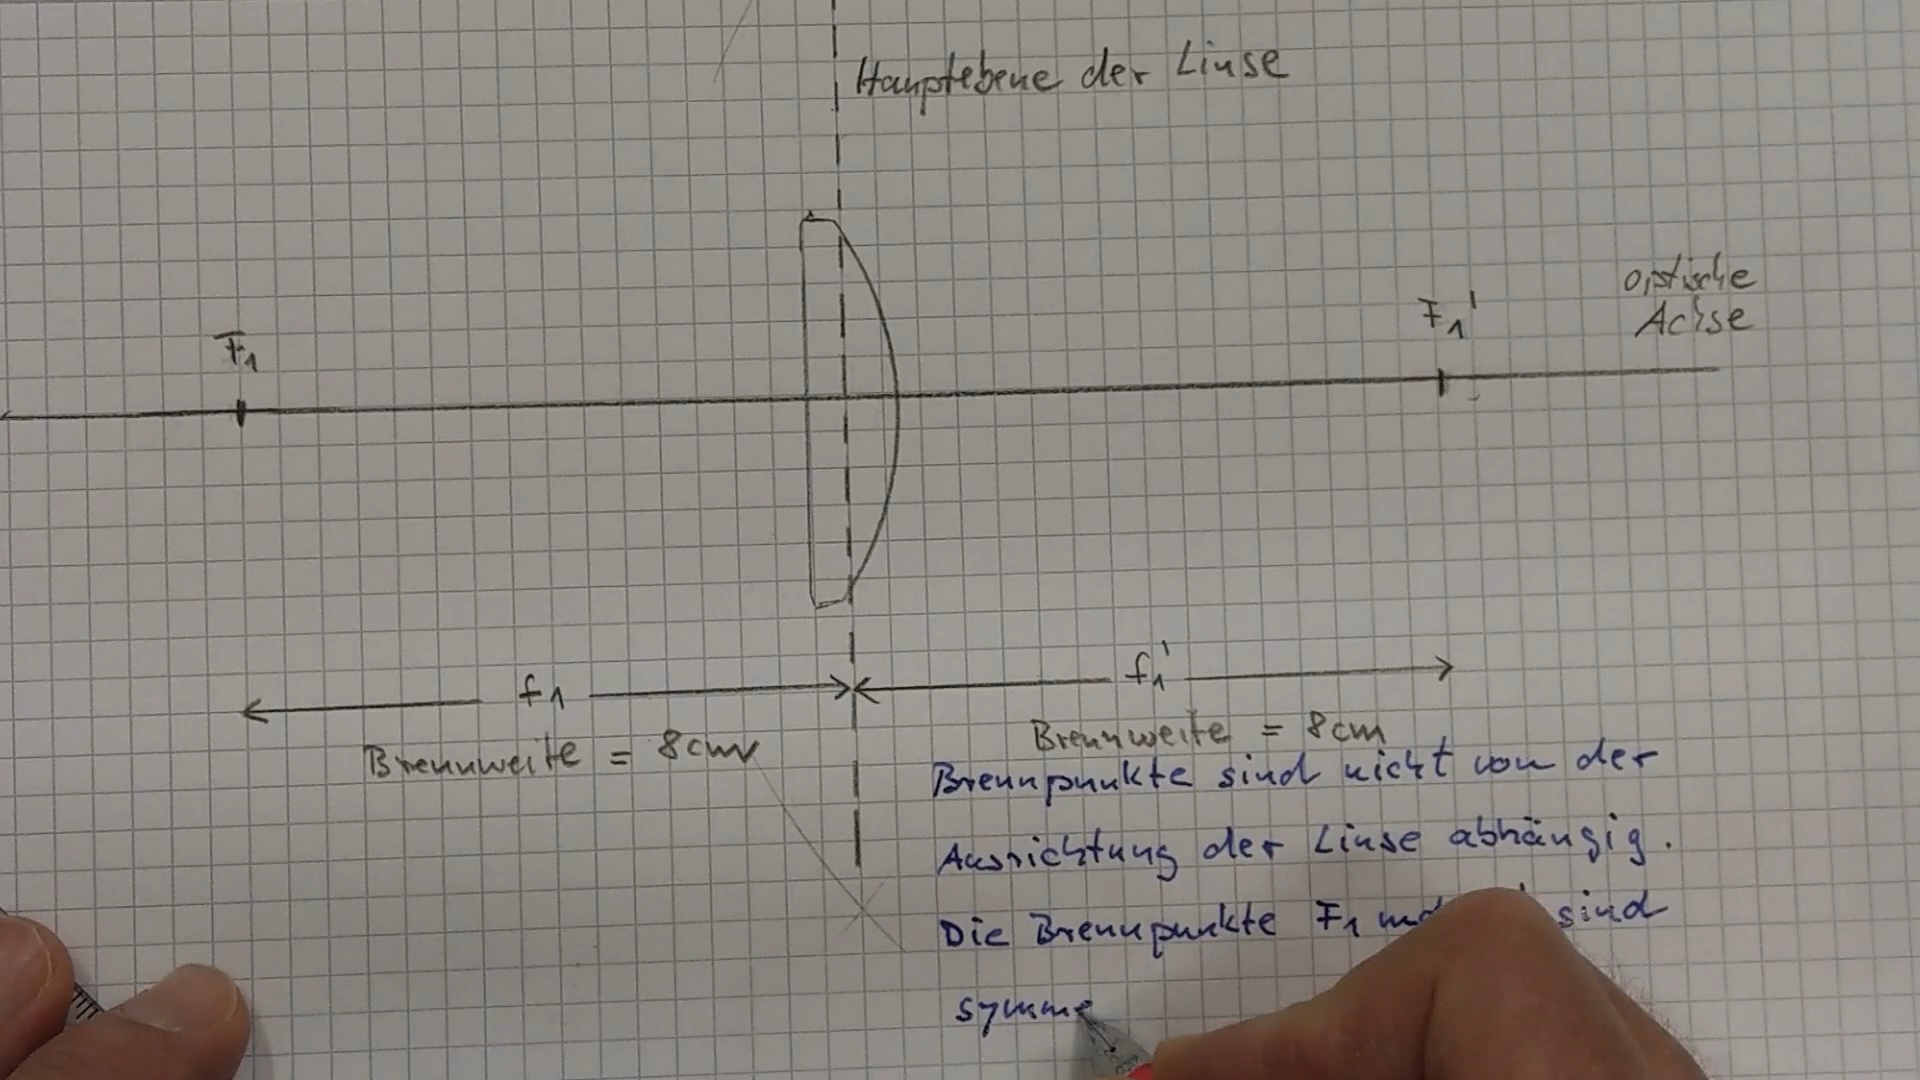 Hauptebene der Linse
optische
Achse
F₁'
F₁
f₁
f₁'
Brennweite = 8cm
Brennweite = 8cm
Brennpunkte sind nicht von der
Ausrichtung der Linse abhängig.
Die Brennpunkte F₁ und sind
symme